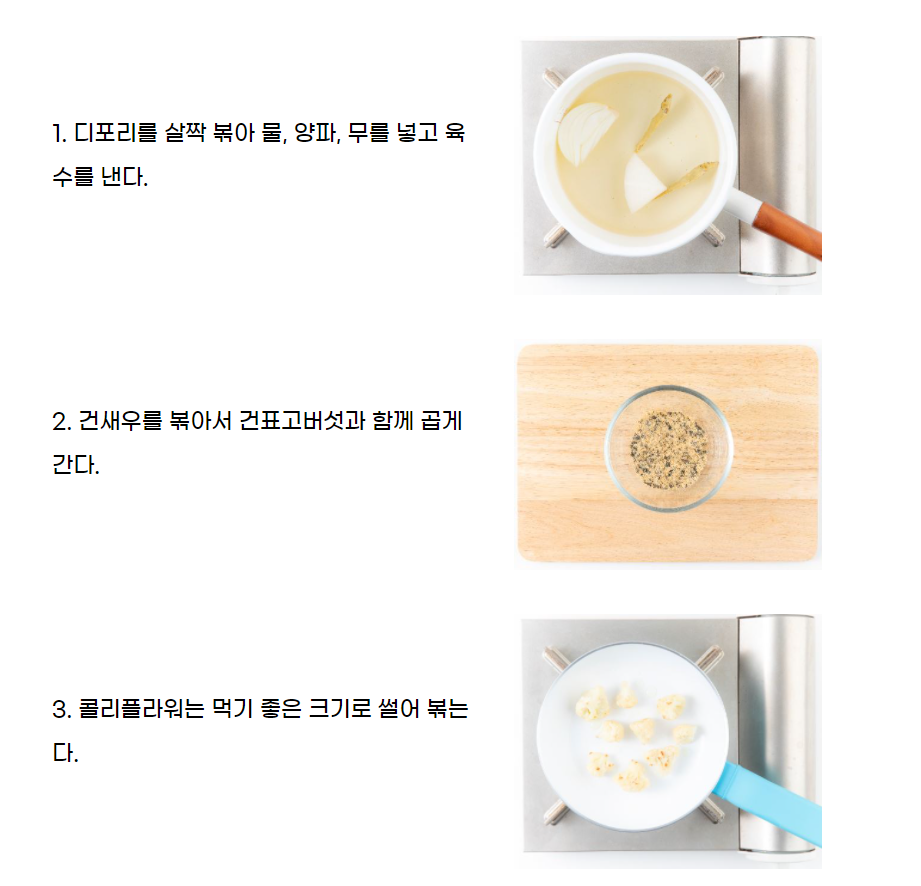 1. 디포리를 살짝 볶아 물, 양파, 무를 넣고 육
수를 낸다.
2. 건새우를 볶아서 건표고버섯과 함께 곱게
간다.
3. 콜리플라워는 먹기 좋은 크기로 썰어 볶는
다.